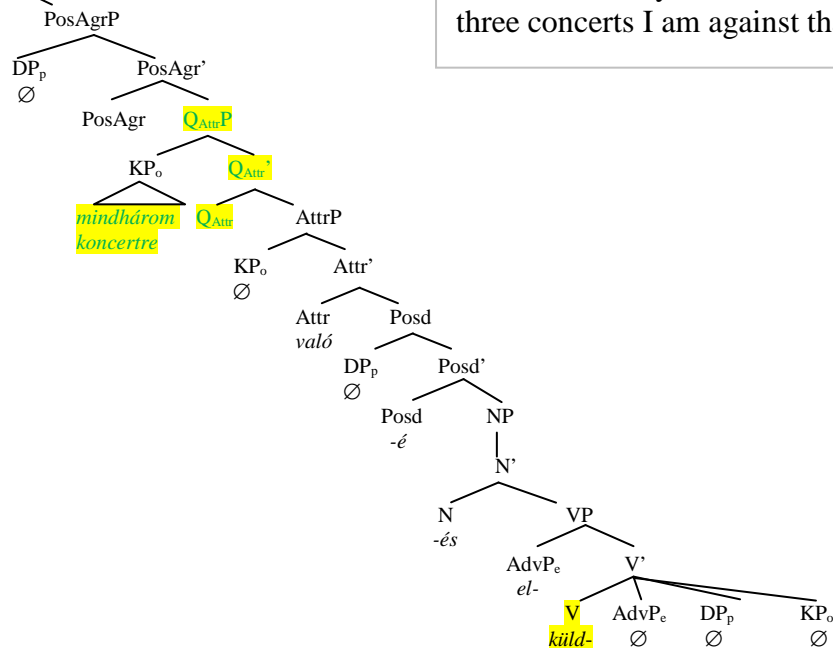 three concerts I am against th
PosAgrP
DPp PosAgr’
∅
PosAgr QAttrP
KPo QAttr’
mindhárom QAttr AttrP
koncertre
KPo Attr’
∅
Attr Posd
való
DPp Posd’
∅
Posd NP
-é
N’
N VP
-és
AdvPe V’
el-
V AdvPe DPp KPo
küld- ∅ ∅ ∅